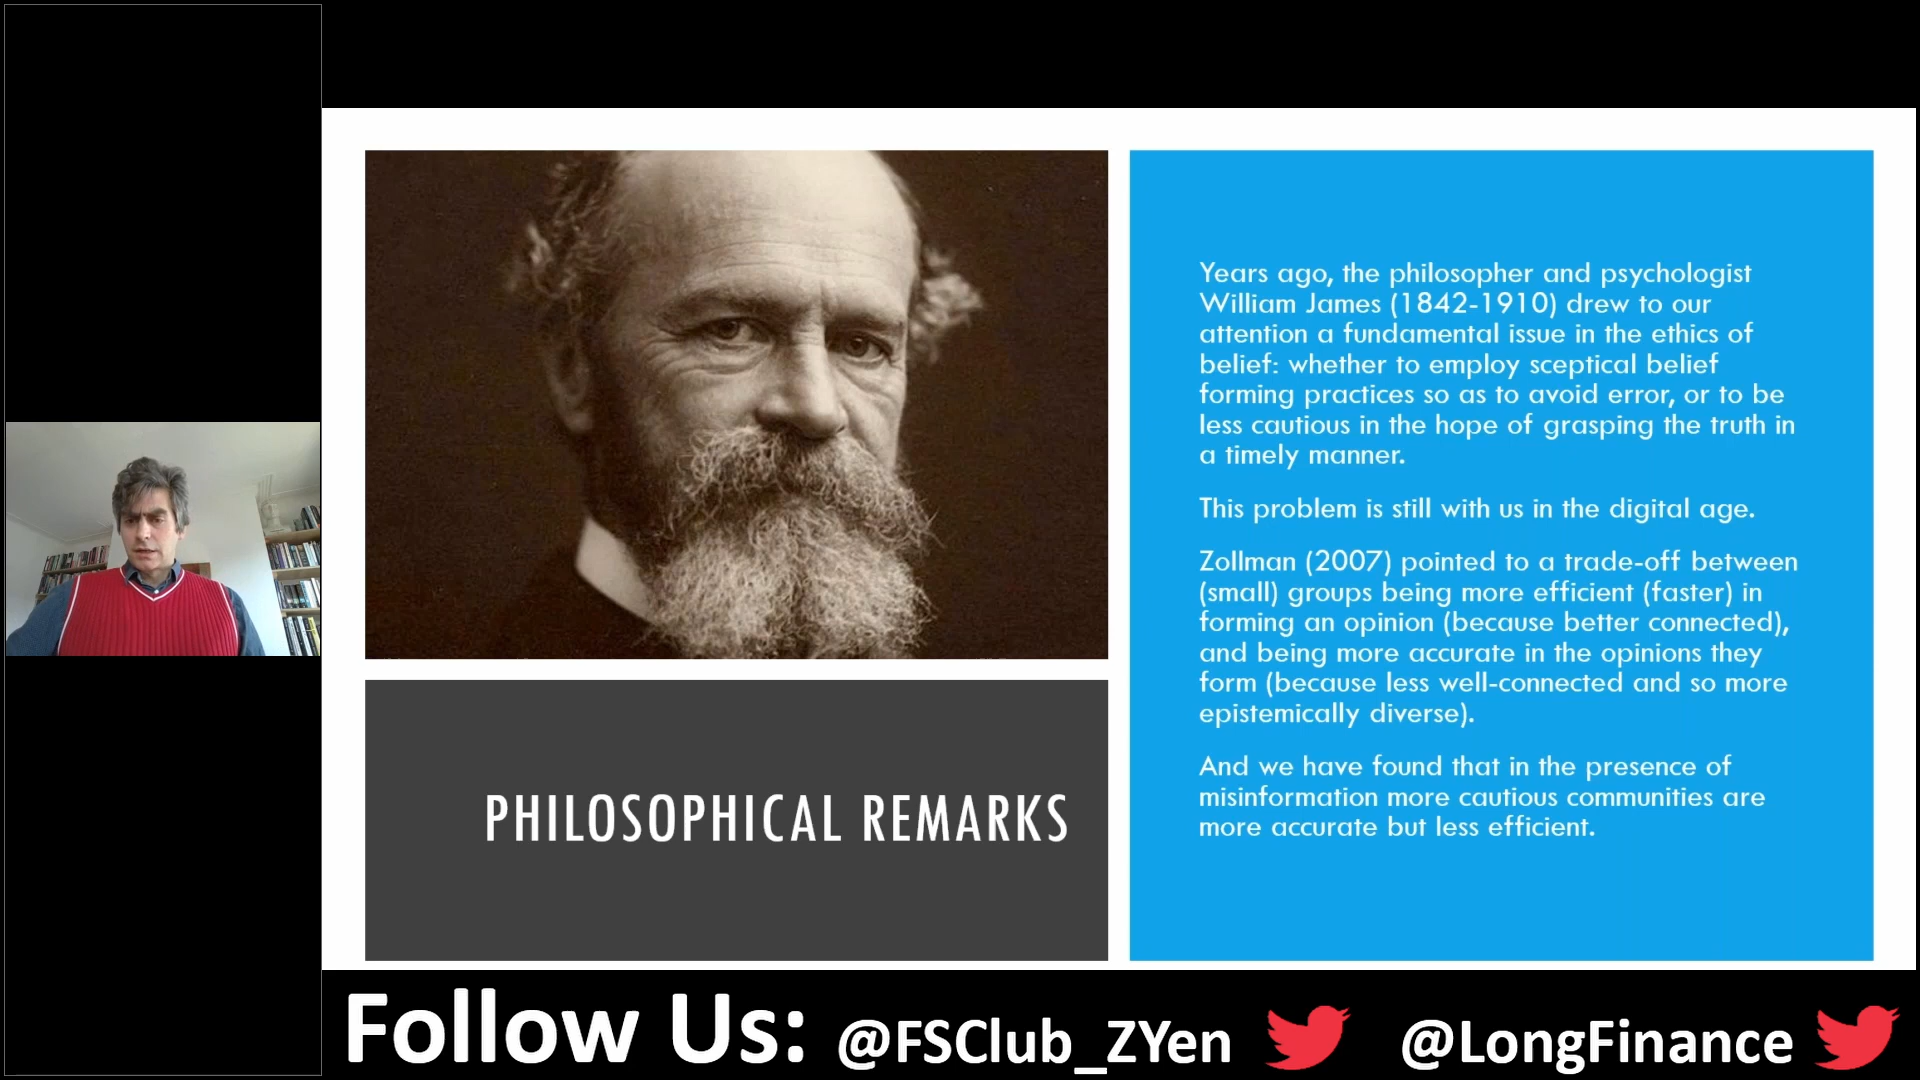 Years ago, the philosopher and psychologist
William James (1842-1910) drew to our
attention a fundamental issue in the ethics of
belief: whether to employ sceptical belief
forming practices so as to avoid error, or to be
less cautious in the hope of grasping the truth in
a timely manner.
This problem is still with us in the digital age.
Zollman (2007) pointed to a trade-off between
(small) groups being more efficient (faster) in
forming an opinion (because better connected),
and being more accurate in the opinions they
form (because less well-connected and so more
epistemically diverse).
And we have found that in the presence of
misinformation more cautious communities are
more accurate but less efficient.
PHILOSOPHICAL REMARKS
Follow Us: @FSClub_ZYen @LongFinance